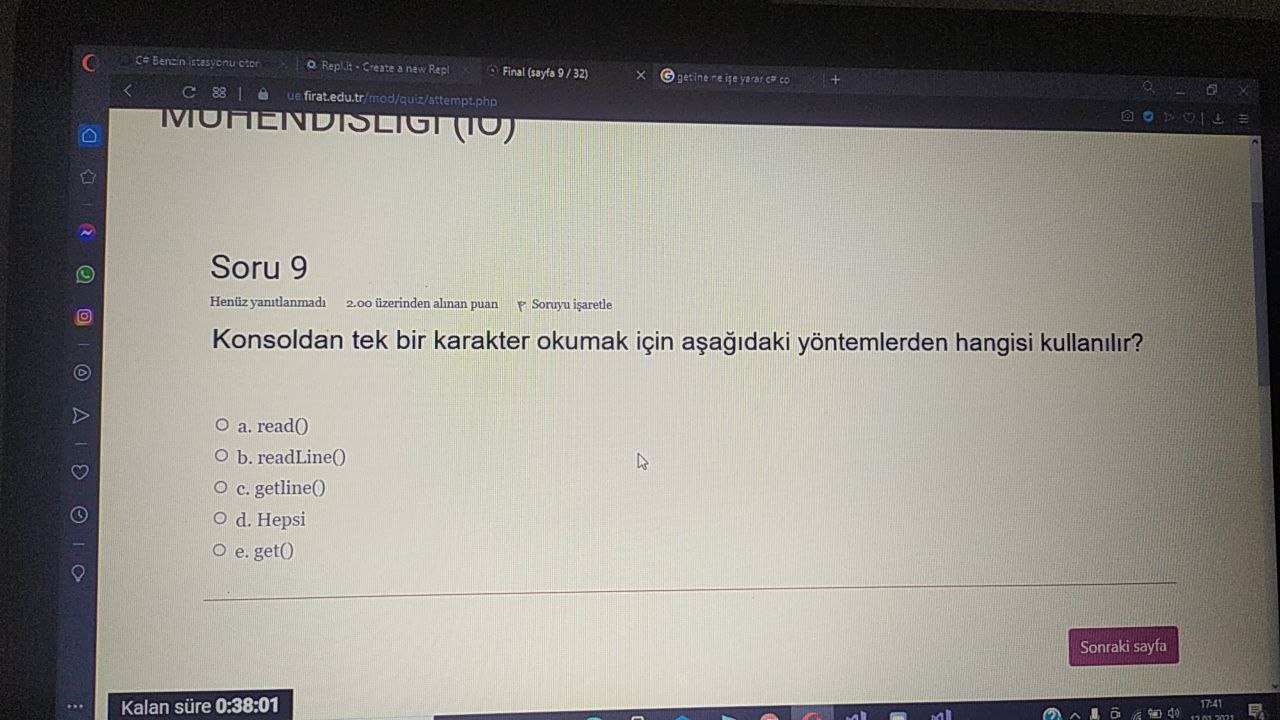 C# Benzin istasyonu otor
Repl.it - Create a new Repl
Final (sayfa 9 / 32)
getline ne işe yarar c# co
ue.firat.edu.tr/mod/quiz/attempt.php
MÜHENDİSLİĞİ (İÖ)
Soru 9
Henüz yanıtlanmadı 2.00 üzerinden alınan puan Soruyu işaretle
Konsoldan tek bir karakter okumak için aşağıdaki yöntemlerden hangisi kullanılır?
a. read()
b. readLine()
c. getline()
d. Hepsi
e. get()
Sonraki sayfa
Kalan süre 0:38:01
17:41
12.01.2021